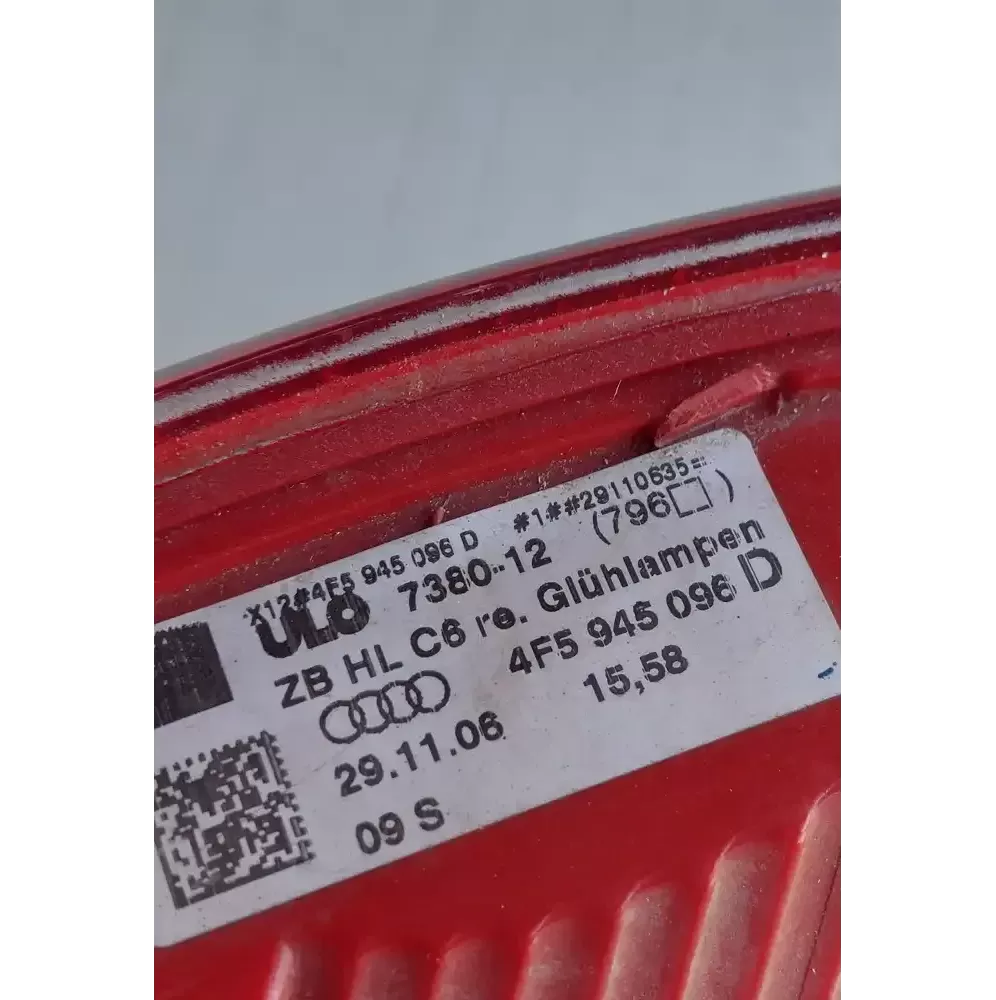 X12#4F5 945 096 D #1##29110635=
ULO 7380-12 (796□ )
ZB HL C6 re. Glühlampen
4F5 945 096 D
29.11.06 15,58
09 S